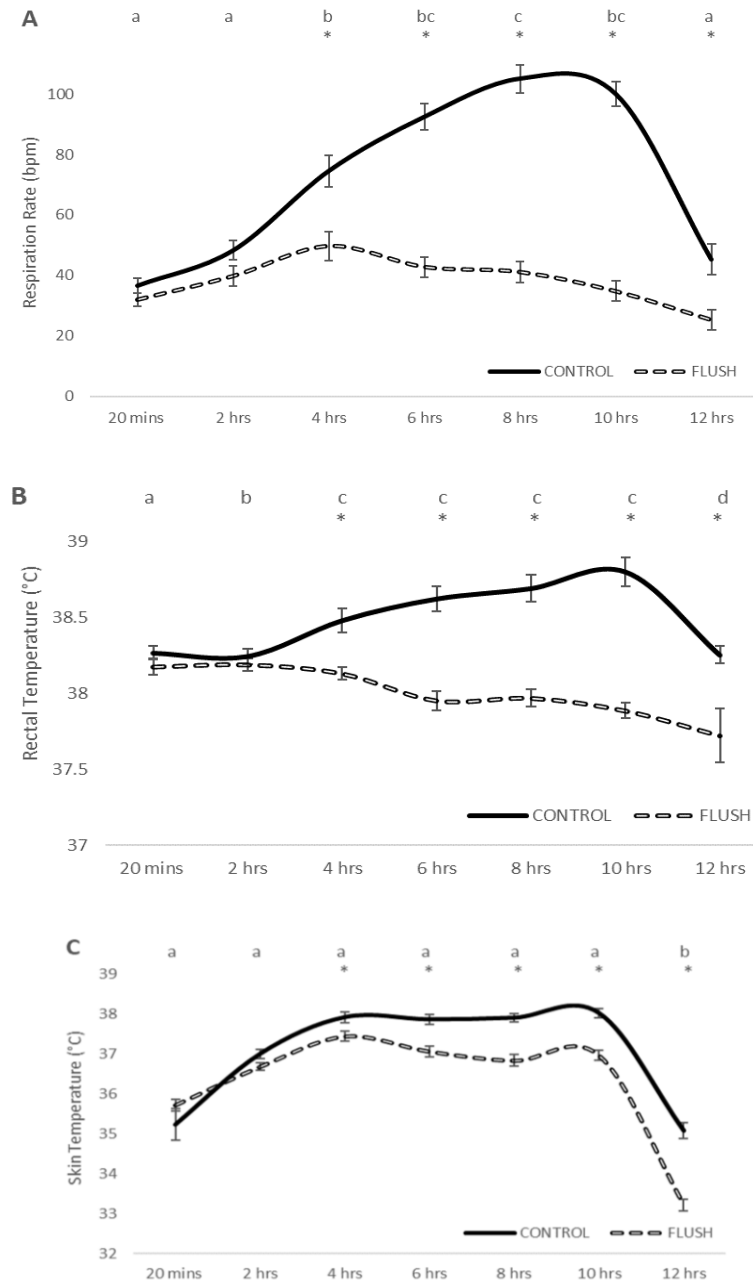 A
a a b bc c bc a
* * * * *
100
80
60
40
20
0
Respiration Rate (bpm)
CONTROL FLUSH
20 mins 2 hrs 4 hrs 6 hrs 8 hrs 10 hrs 12 hrs
B
a b c c c c d
* * * * *
39
38.5
38
37.5
37
Rectal Temperature (°C)
CONTROL FLUSH
20 mins 2 hrs 4 hrs 6 hrs 8 hrs 10 hrs 12 hrs
C
a a a a a a b
* * * * *
39
38
37
36
35
34
33
32
Skin Temperature (°C)
CONTROL FLUSH
20 mins 2 hrs 4 hrs 6 hrs 8 hrs 10 hrs 12 hrs